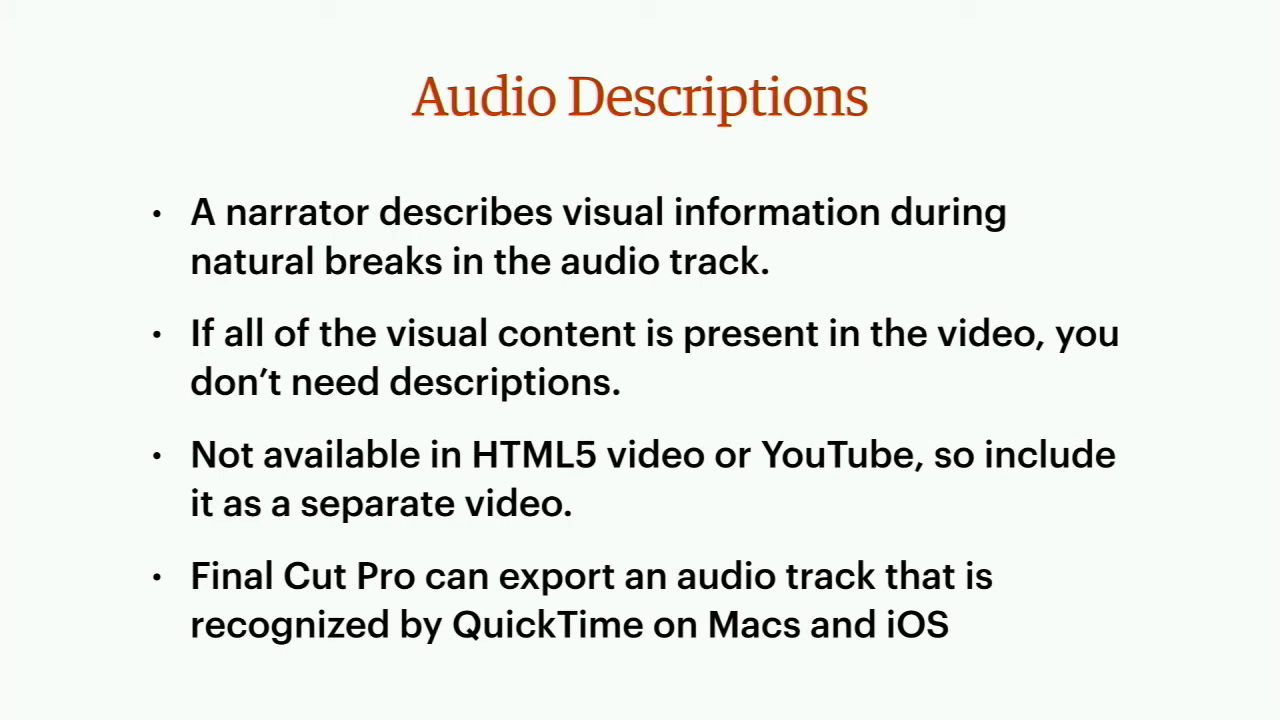 Audio Descriptions
• A narrator describes visual information during
natural breaks in the audio track.
• If all of the visual content is present in the video, you
don’t need descriptions.
• Not available in HTML5 video or YouTube, so include
it as a separate video.
• Final Cut Pro can export an audio track that is
recognized by QuickTime on Macs and iOS